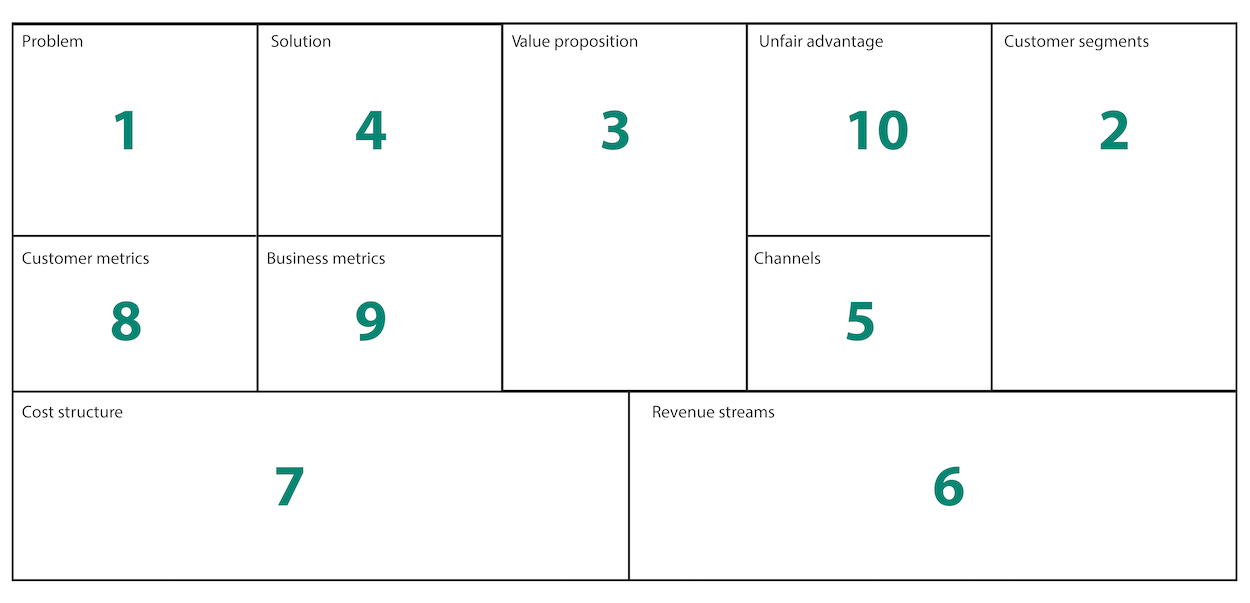 Problem
1
Solution
4
Value proposition
3
Unfair advantage
10
Customer segments
2
Customer metrics
8
Business metrics
9
Channels
5
Cost structure
7
Revenue streams
6